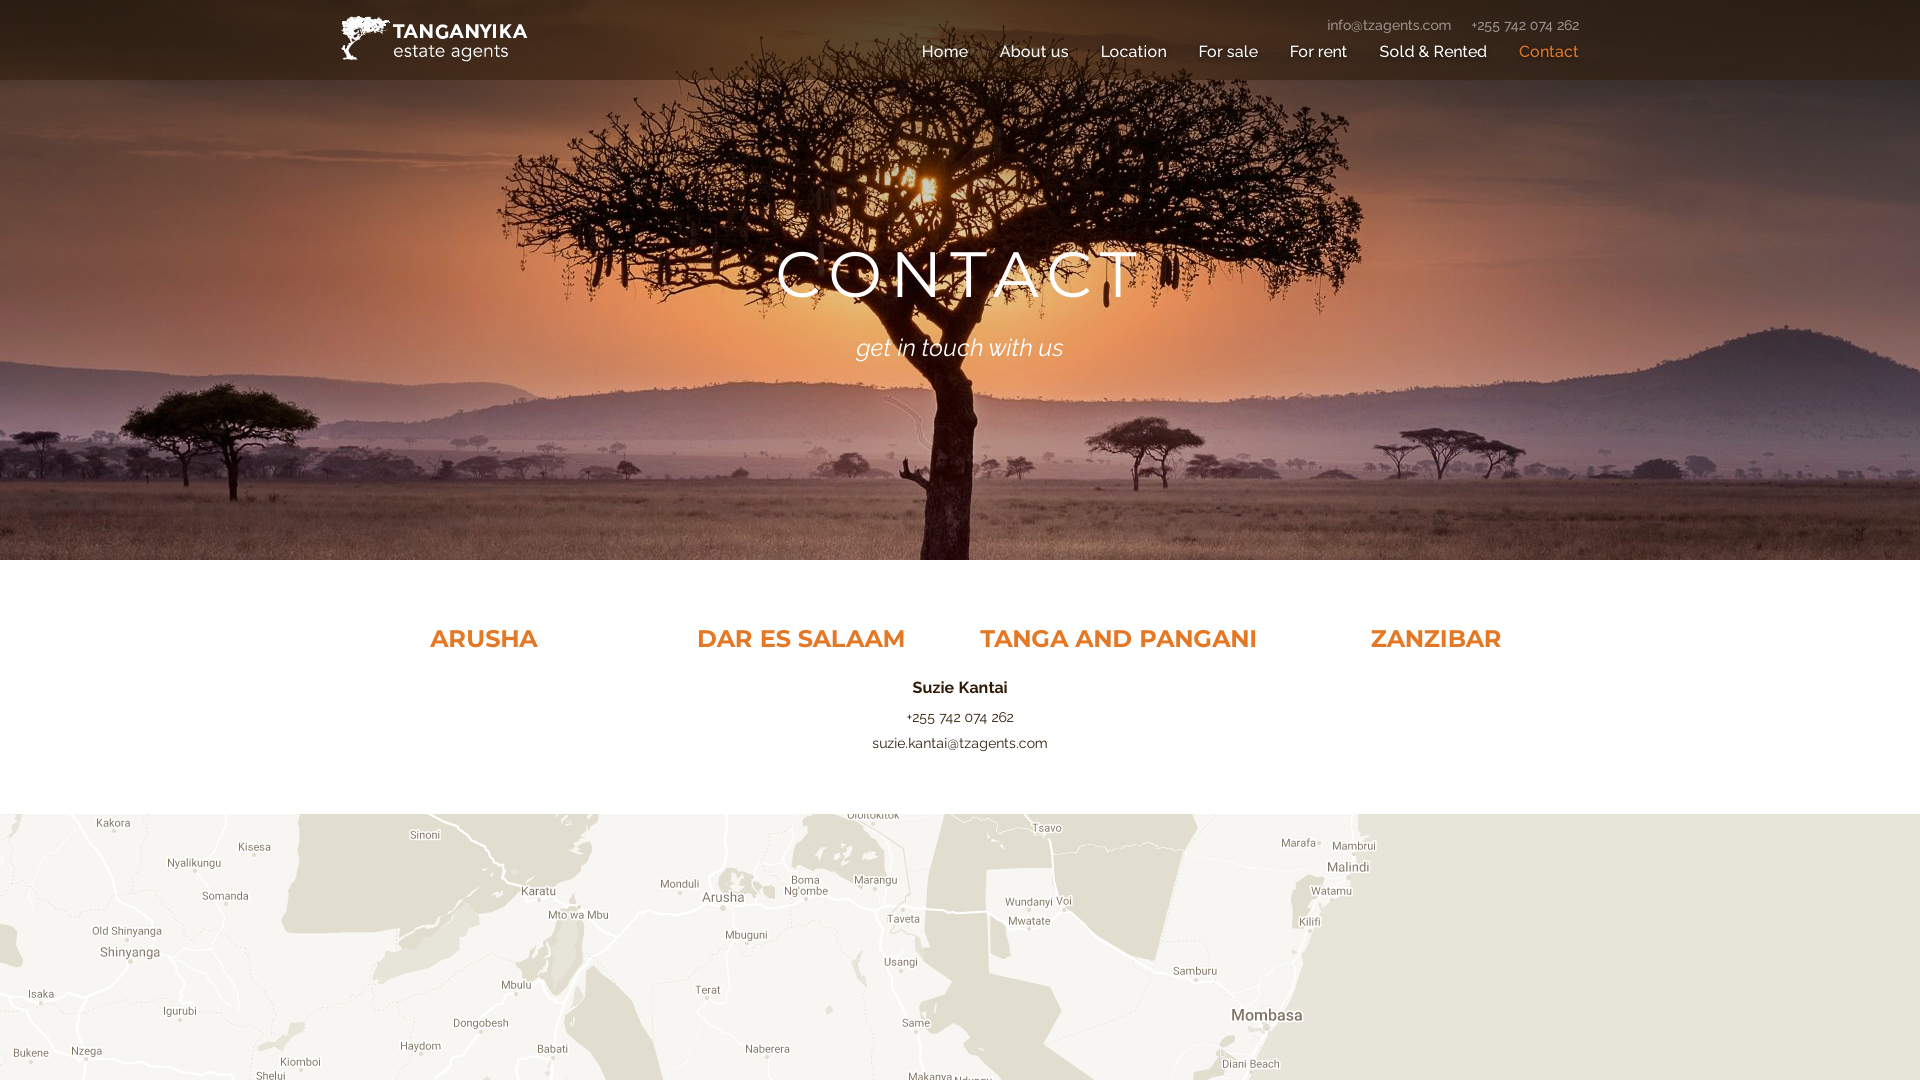 TANGANYIKA
estate agents
info@tzagents.com +255 742 074 262
Home About us Location For sale For rent Sold & Rented Contact
CONTACT
get in touch with us
ARUSHA DAR ES SALAAM TANGA AND PANGANI ZANZIBAR
Suzie Kantai
+255 742 074 262
suzie.kantai@tzagents.com
Kakora
Sinoni
Oloitokitok
Tsavo
Marafa
Mambrui
Kisesa
Nyalikungu
Malindi
Karatu
Monduli
Boma
Ng'ombe
Marangu
Watamu
Somanda
Arusha
Wundanyi
Voi
Mto wa Mbu
Taveta
Mwatate
Kilifi
Old Shinyanga
Mbuguni
Shinyanga
Usangi
Samburu
Isaka
Mbulu
Terat
Igurubi
Mombasa
Dongobesh
Same
Bukene
Nzega
Haydom
Babati
Naberera
Kiomboi
Diani Beach
Shelui
Makanya